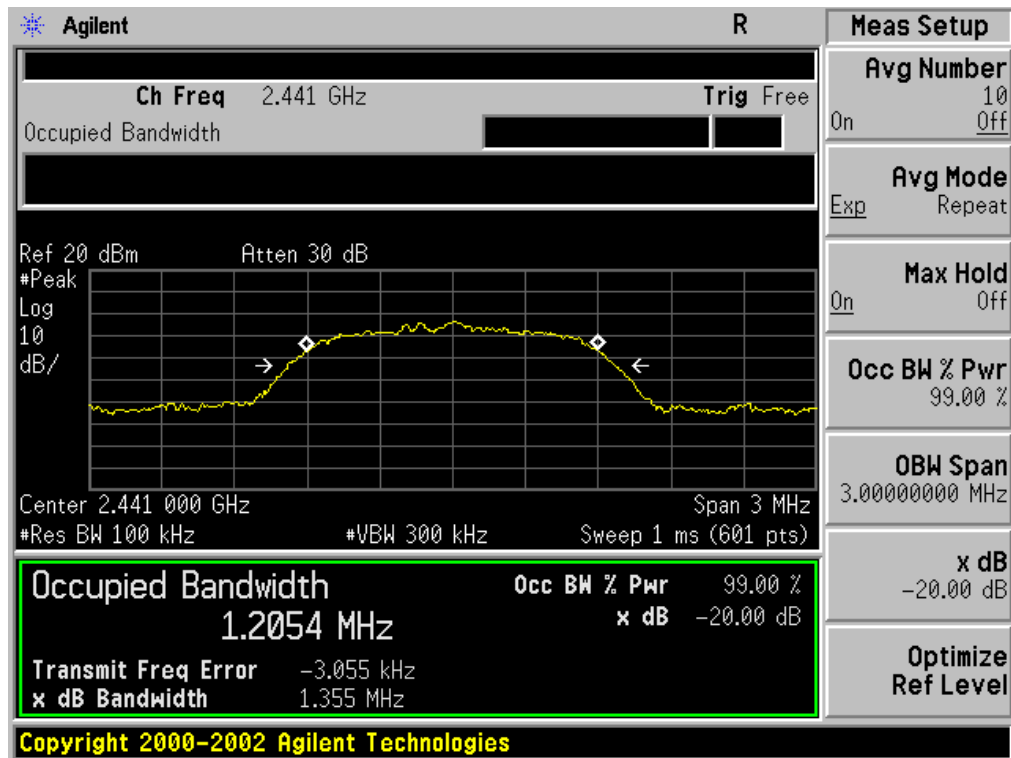 Agilent R Meas Setup
Ch Freq 2.441 GHz Trig Free
Occupied Bandwidth
Avg Number
10
On Off
Avg Mode
Exp Repeat
Max Hold
On Off
Occ BW % Pwr
99.00 %
OBW Span
3.00000000 MHz
x dB
-20.00 dB
Optimize
Ref Level
Ref 20 dBm Atten 30 dB
#Peak
Log
10
dB/
Center 2.441 000 GHz Span 3 MHz
#Res BW 100 kHz #VBW 300 kHz Sweep 1 ms (601 pts)
Occupied Bandwidth Occ BW % Pwr 99.00 %
1.2054 MHz x dB -20.00 dB
Transmit Freq Error -3.055 kHz
x dB Bandwidth 1.355 MHz
Copyright 2000-2002 Agilent Technologies